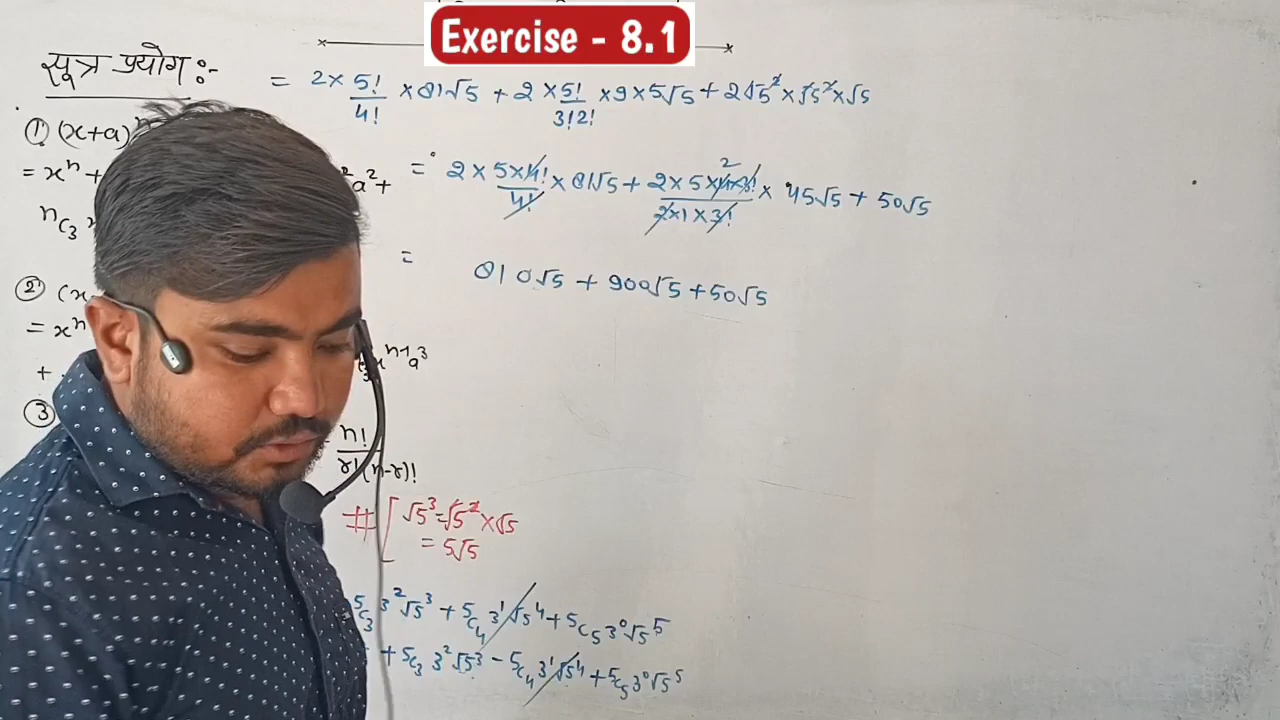 Exercise - 8.1
सूत्र प्रयोग :-
= 2 × 5!/4! × 81√5 + 2 × 5!/3!2! × 9 × 5√5 + 2√5² × √5² × √5
① (x+a)ⁿ
= xⁿ + a² +
ⁿC₃
= 2 × 5 × 4!/4! × 81√5 + 2 × 5 × 4 × 3!/2 × 1 × 3! × 45√5 + 50√5
2
= 810√5 + 900√5 + 50√5
② (x
= xⁿ
+ a³
③ n!/r!(n-r)!
# [ √5³ = √5² × √5
= 5√5
⁵C₃ 3² √5³ + ⁵C₄ 3¹ √5⁴ + ⁵C₅ 3⁰ √5⁵
+ ⁵C₃ 3² √5³ - ⁵C₄ 3¹ √5⁴ + ⁵C₅ 3⁰ √5⁵